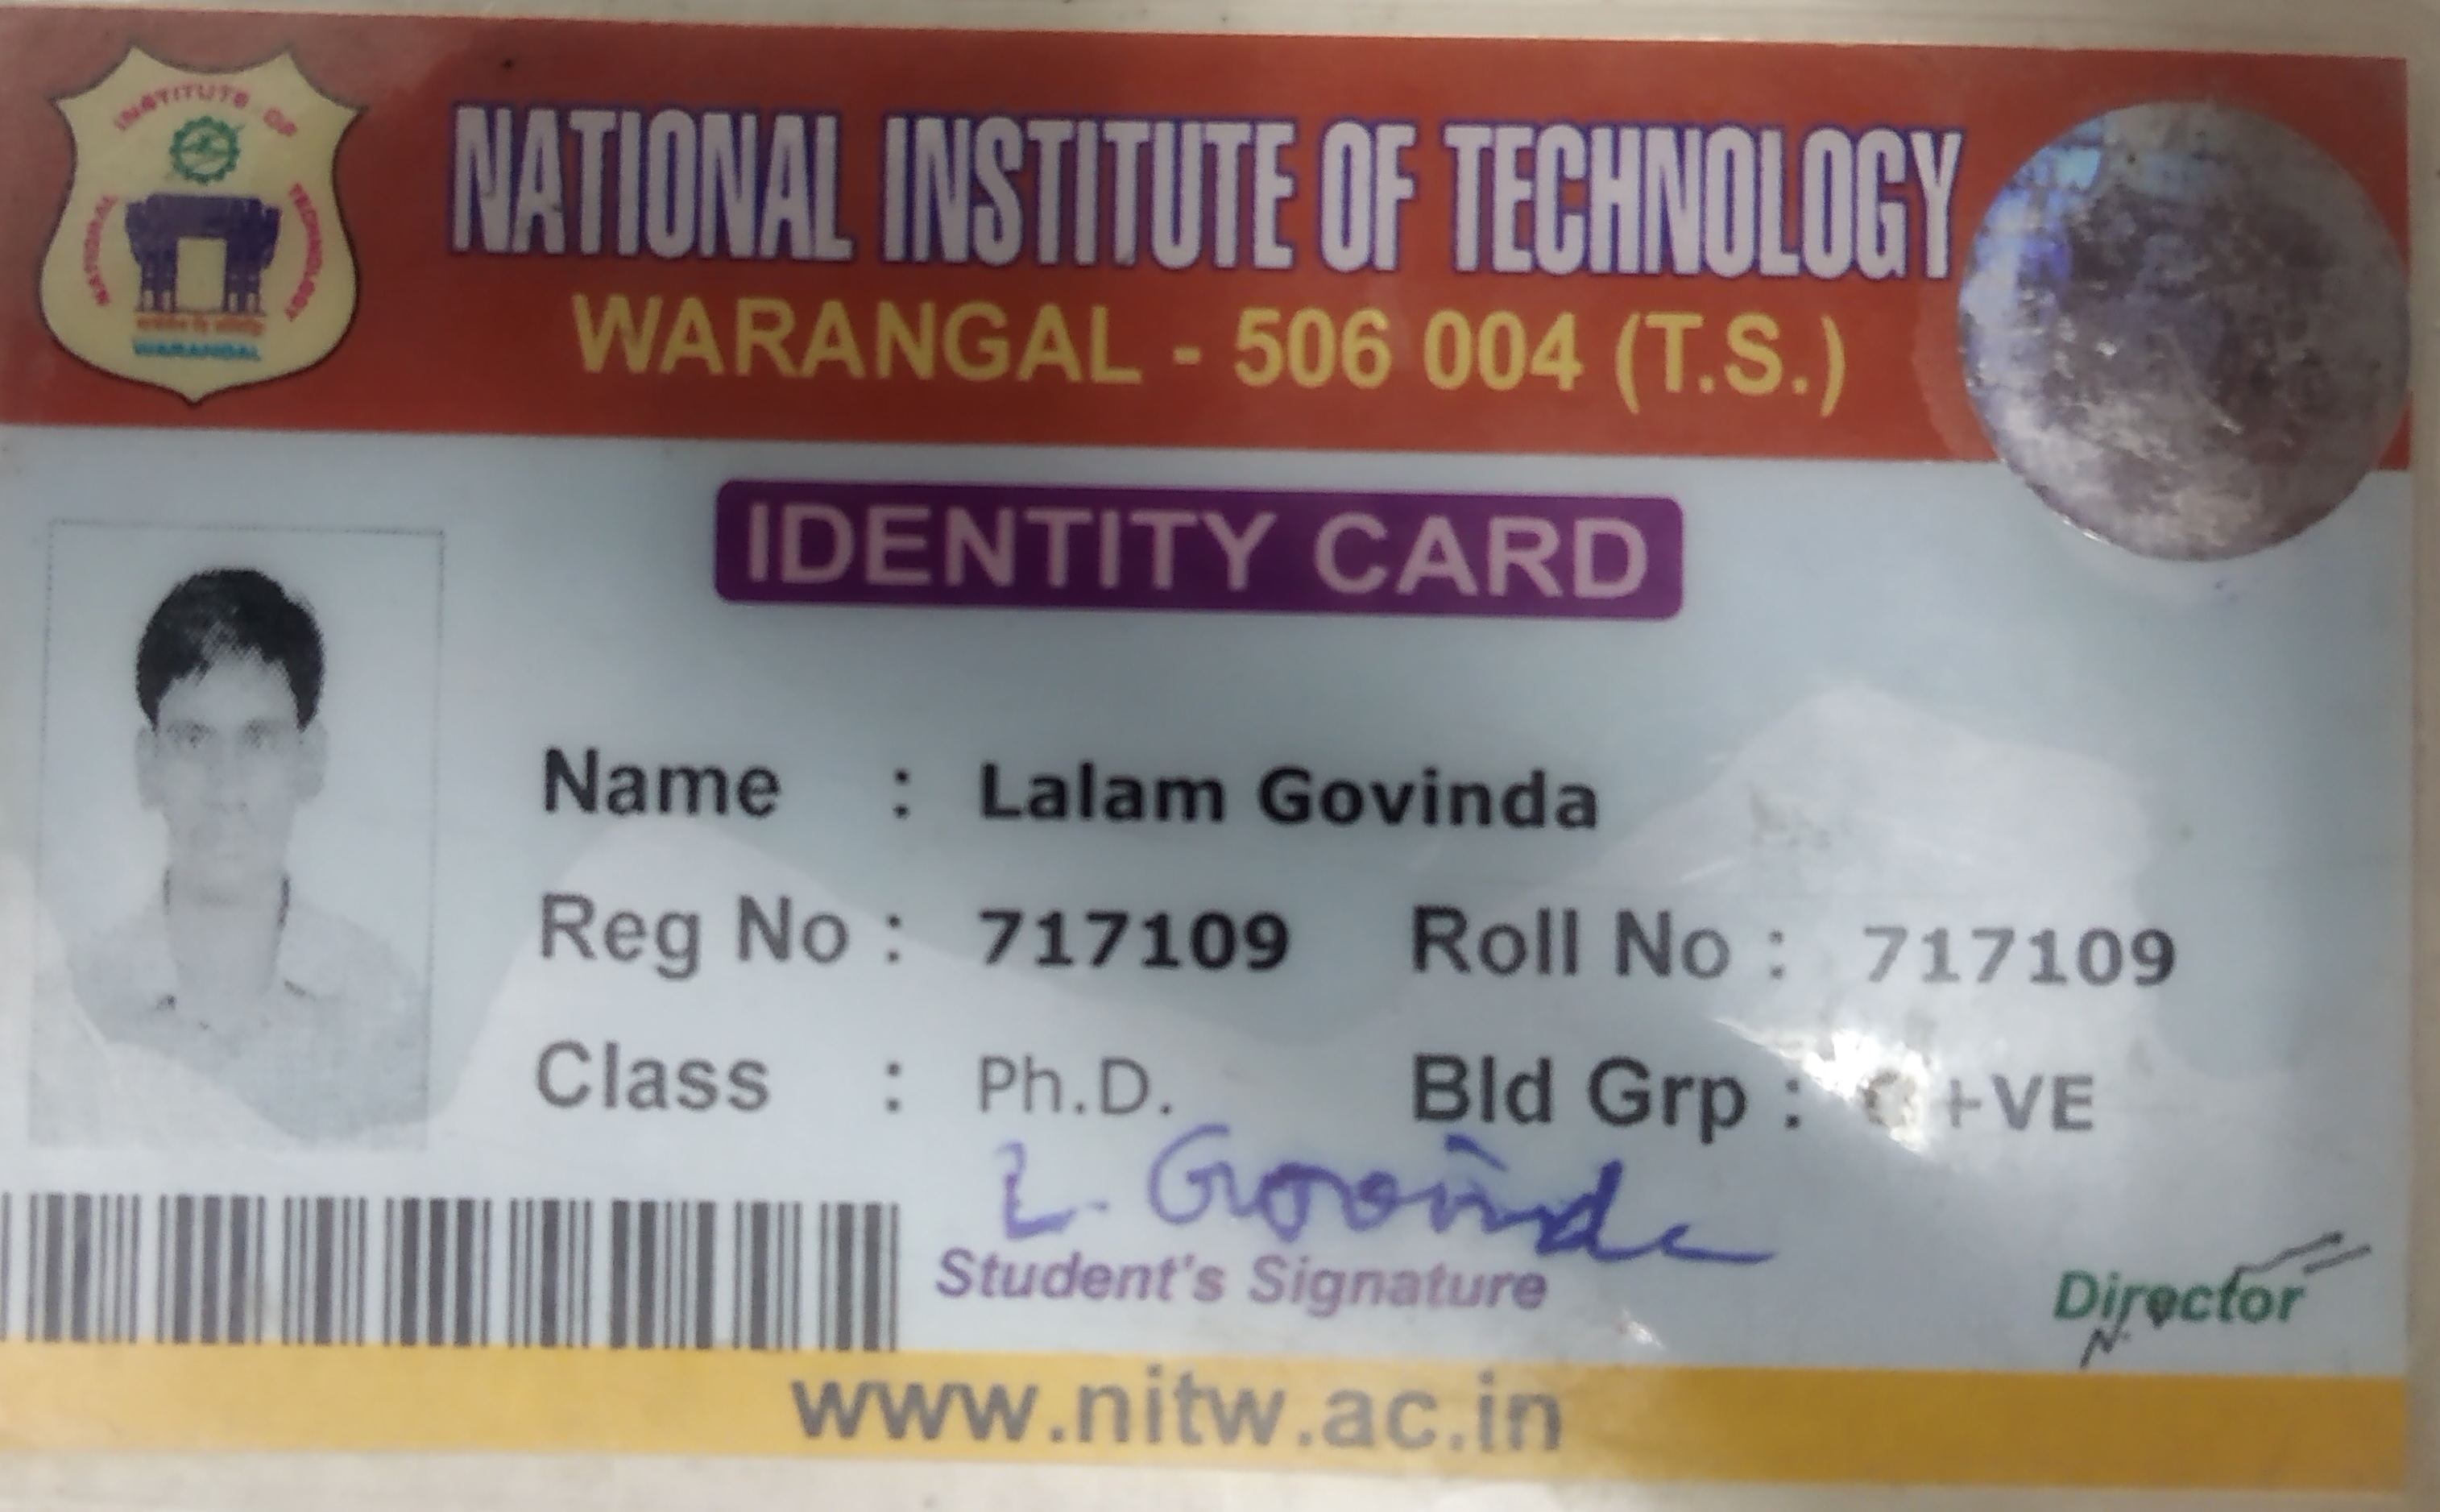 INSTITUTE OF
NATIONAL
TECHNOLOGY
WARANGAL
NATIONAL INSTITUTE OF TECHNOLOGY
WARANGAL - 506 004 (T.S.)
IDENTITY CARD
Name : Lalam Govinda
Reg No : 717109 Roll No : 717109
Class : Ph.D. Bld Grp : +VE
L. Govinda
Student's Signature
Director
www.nitw.ac.in